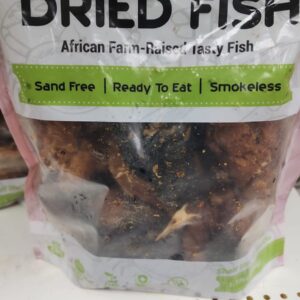 DRIED FISH
African Farm-Raised Tasty Fish
Sand Free | Ready To Eat | Smokeless